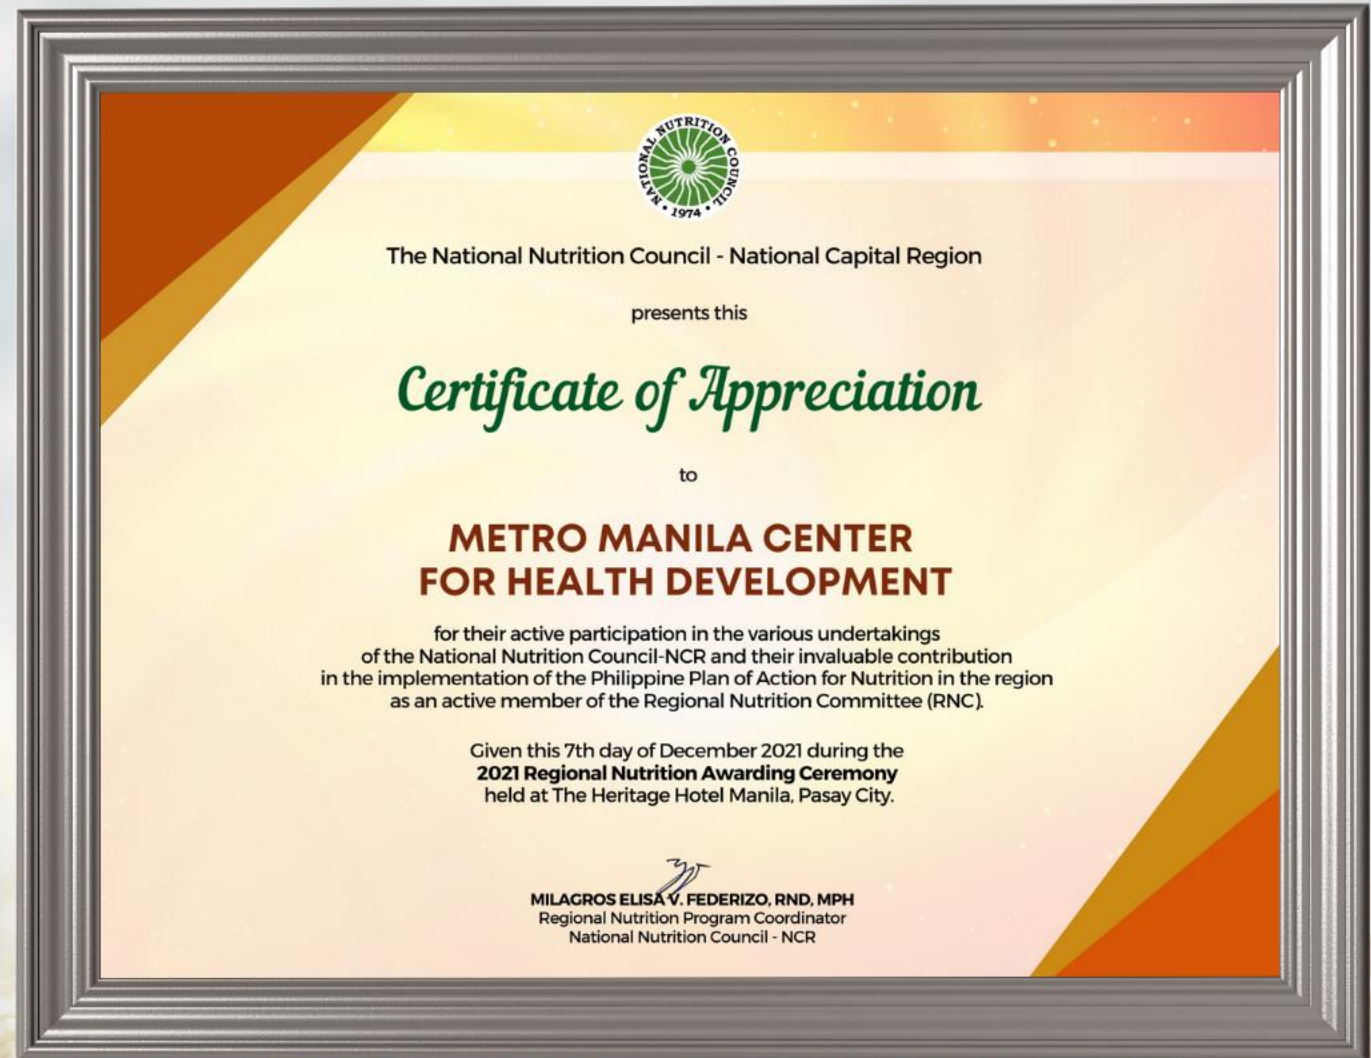 NATIONAL NUTRITION COUNCIL
• 1974 •
The National Nutrition Council - National Capital Region
presents this
Certificate of Appreciation
to
METRO MANILA CENTER
FOR HEALTH DEVELOPMENT
for their active participation in the various undertakings
of the National Nutrition Council-NCR and their invaluable contribution
in the implementation of the Philippine Plan of Action for Nutrition in the region
as an active member of the Regional Nutrition Committee (RNC).
Given this 7th day of December 2021 during the
2021 Regional Nutrition Awarding Ceremony
held at The Heritage Hotel Manila, Pasay City.
MILAGROS ELISA V. FEDERIZO, RND, MPH
Regional Nutrition Program Coordinator
National Nutrition Council - NCR